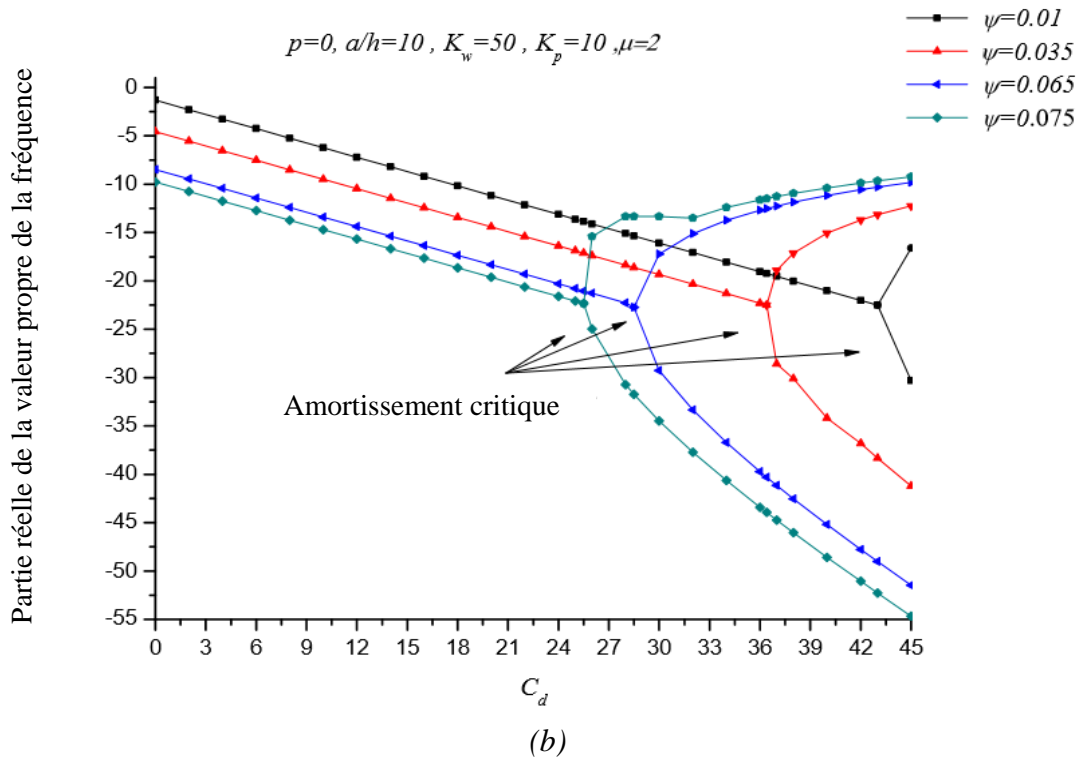 p=0, a/h=10 , K_w=50 , K_p=10 ,μ=2
ψ=0.01
ψ=0.035
ψ=0.065
ψ=0.075
Partie réelle de la valeur propre de la fréquence
0
-5
-10
-15
-20
-25
-30
-35
-40
-45
-50
-55
Amortissement critique
0 3 6 9 12 15 18 21 24 27 30 33 36 39 42 45
C_d
(b)